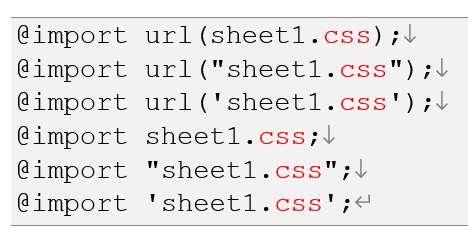 @import url(sheet1.css);↓
@import url("sheet1.css");↓
@import url('sheet1.css');↓
@import sheet1.css;↓
@import "sheet1.css";↓
@import 'sheet1.css';↵